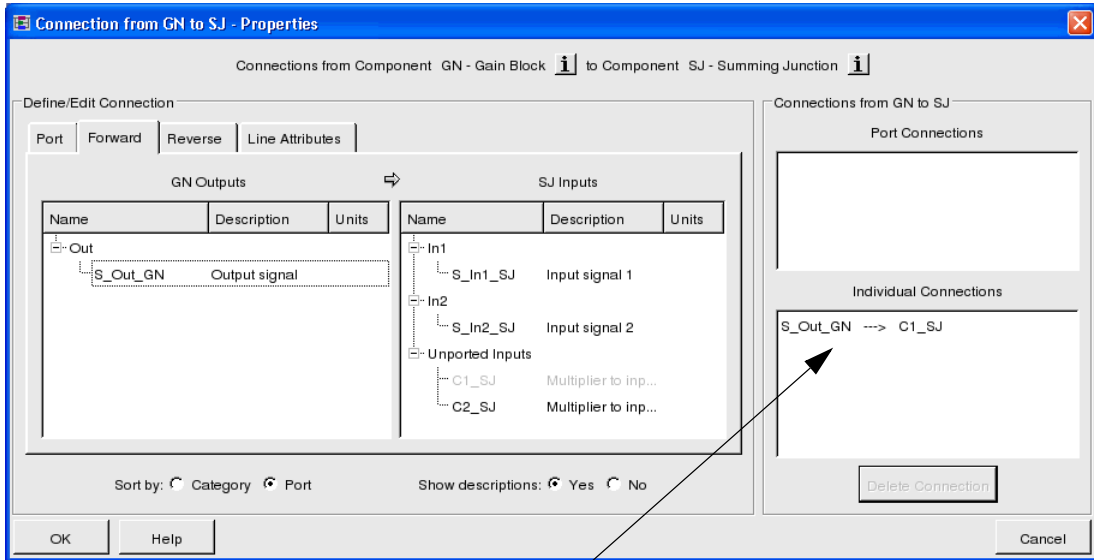 Connection from GN to SJ - Properties
Connections from Component GN - Gain Block i to Component SJ - Summing Junction i
Define/Edit Connection
Port Forward Reverse Line Attributes
GN Outputs SJ Inputs
Name Description Units Name Description Units
Out
S_Out_GN Output signal
In1
S_In1_SJ Input signal 1
In2
S_In2_SJ Input signal 2
Unported Inputs
C1_SJ Multiplier to inp...
C2_SJ Multiplier to inp...
Sort by: Category Port Show descriptions: Yes No
Connections from GN to SJ
Port Connections
Individual Connections
S_Out_GN ---> C1_SJ
Delete Connection
OK Help Cancel